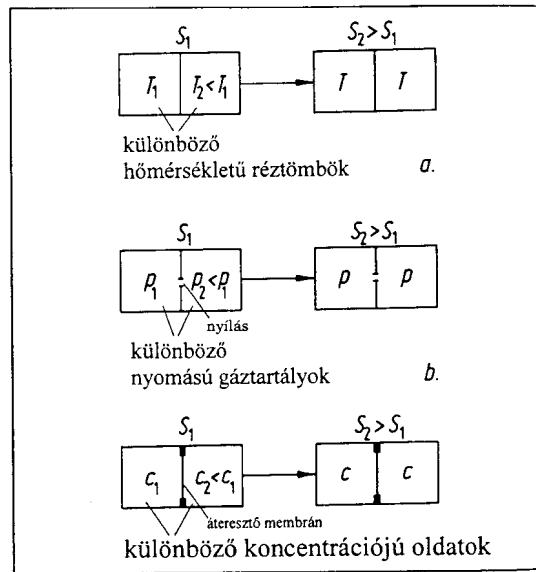 S₁ S₂>S₁
T₁ T₂<T₁ T T
különböző
hőmérsékletű réztömbök a.
S₁ S₂>S₁
p₁ p₂<p₁ p p
nyílás
különböző
nyomású gáztartályok b.
S₁ S₂>S₁
c₁ c₂<c₁ c c
áteresztő membrán
különböző koncentrációjú oldatok